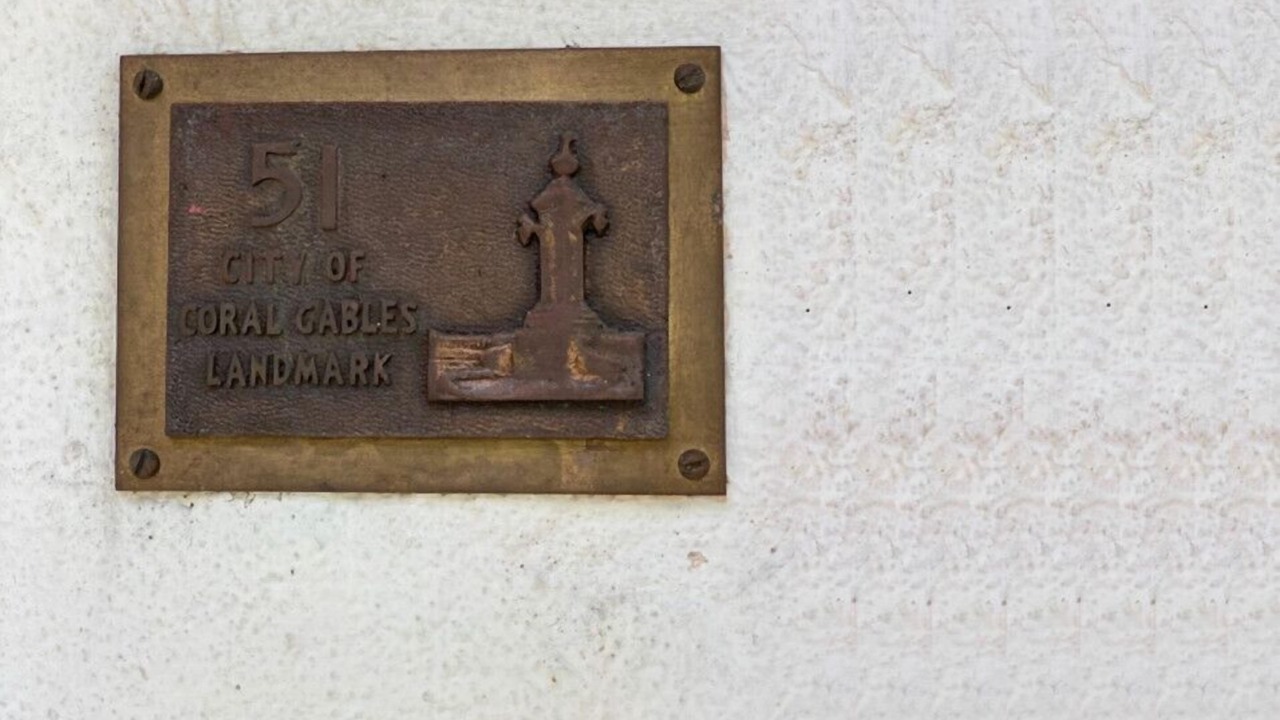 51
CITY OF
CORAL GABLES
LANDMARK